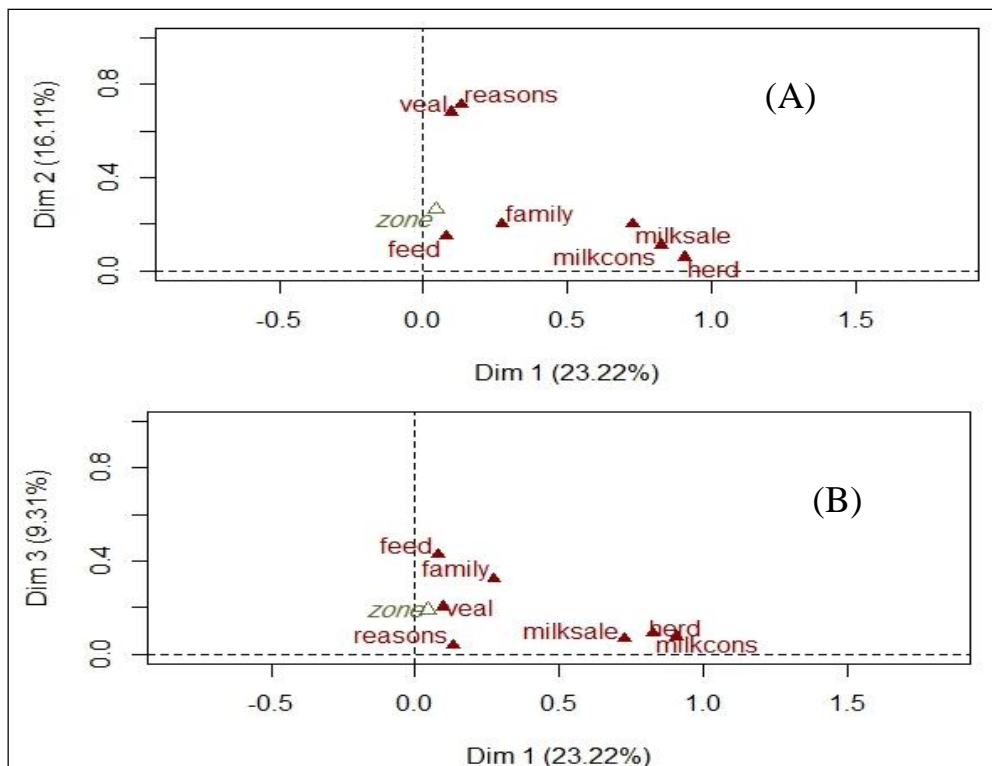 (A)
Dim 2 (16.11%)
0.8
0.4
0.0
veal
reasons
zone
family
feed
milksale
milkcons
herd
-0.5
0.0
0.5
1.0
1.5
Dim 1 (23.22%)
(B)
Dim 3 (9.31%)
0.8
0.4
0.0
feed
family
zone
veal
reasons
milksale
herd
milkcons
-0.5
0.0
0.5
1.0
1.5
Dim 1 (23.22%)